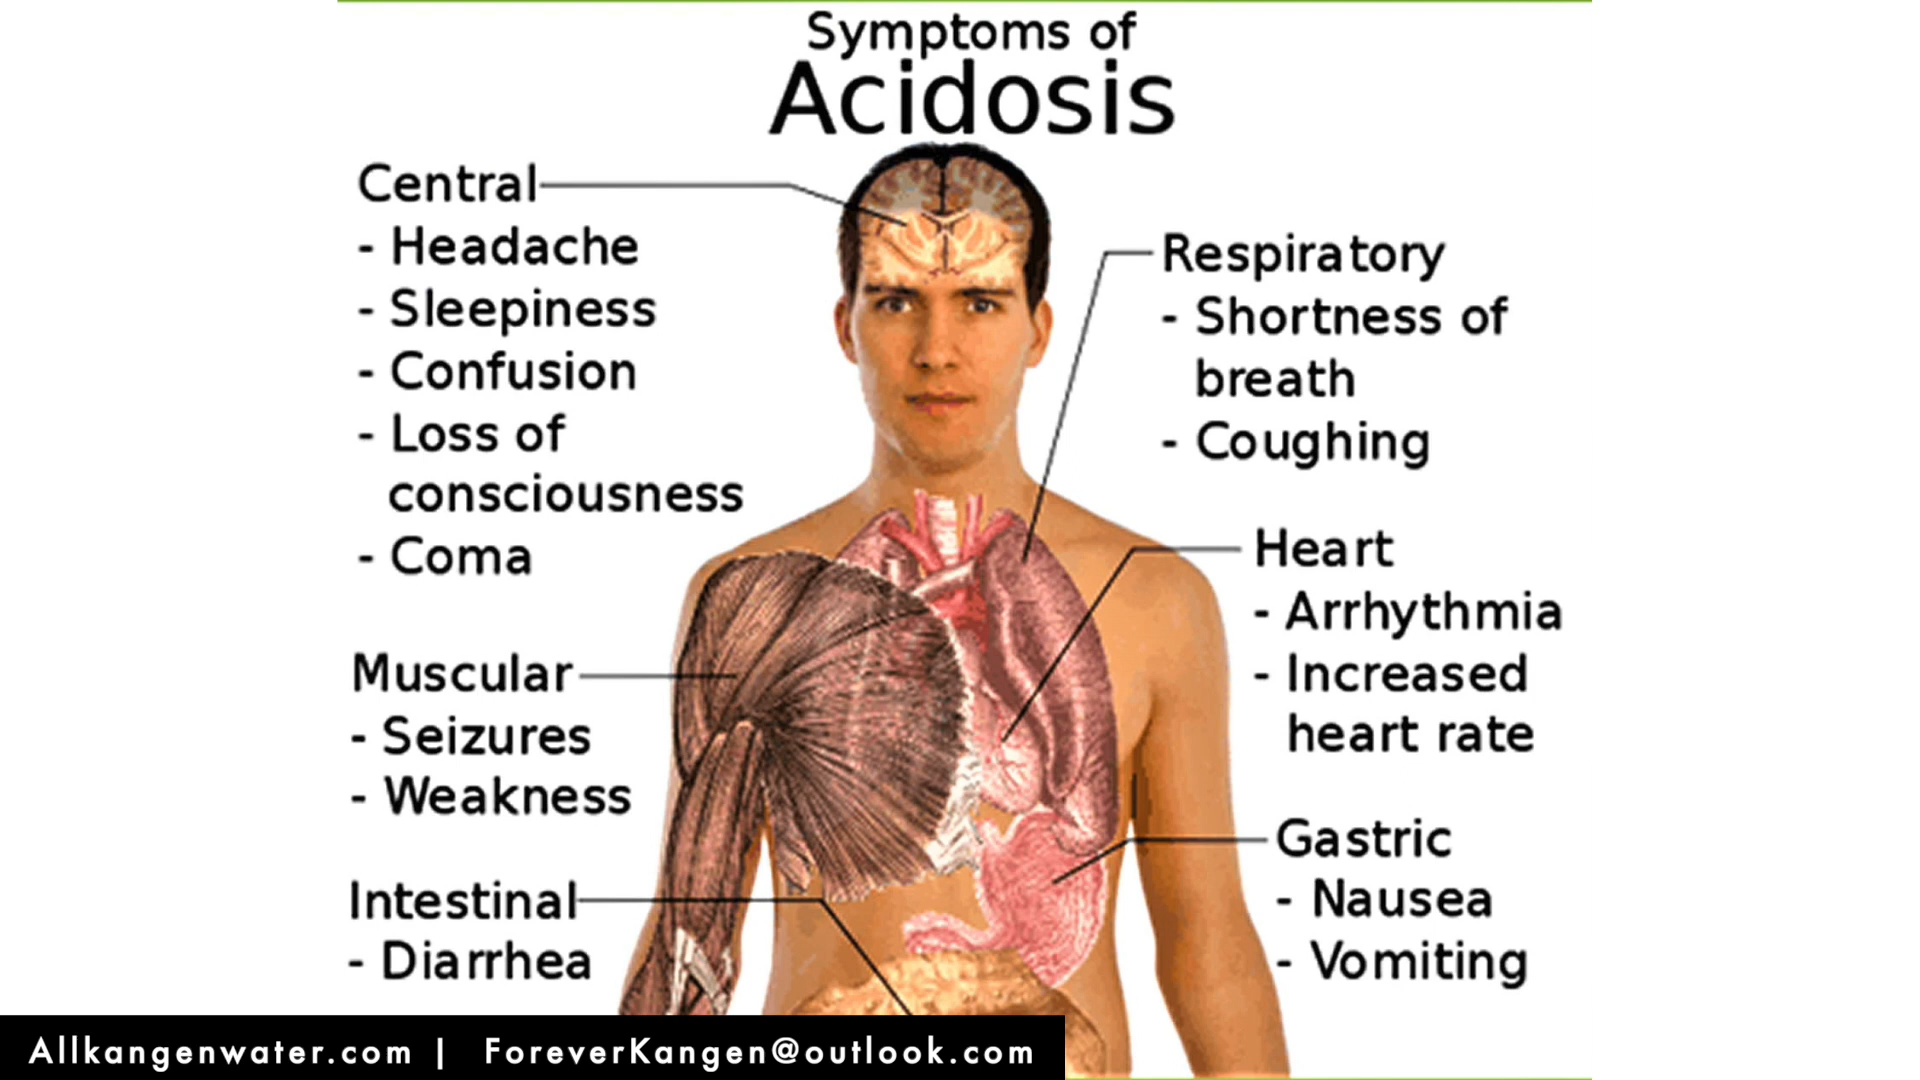 Symptoms of
Acidosis
Central
- Headache
- Sleepiness
- Confusion
- Loss of
consciousness
- Coma
Respiratory
- Shortness of
breath
- Coughing
Heart
- Arrhythmia
- Increased
heart rate
Muscular
- Seizures
- Weakness
Gastric
- Nausea
- Vomiting
Intestinal
- Diarrhea
Allkangenwater.com | ForeverKangen@outlook.com